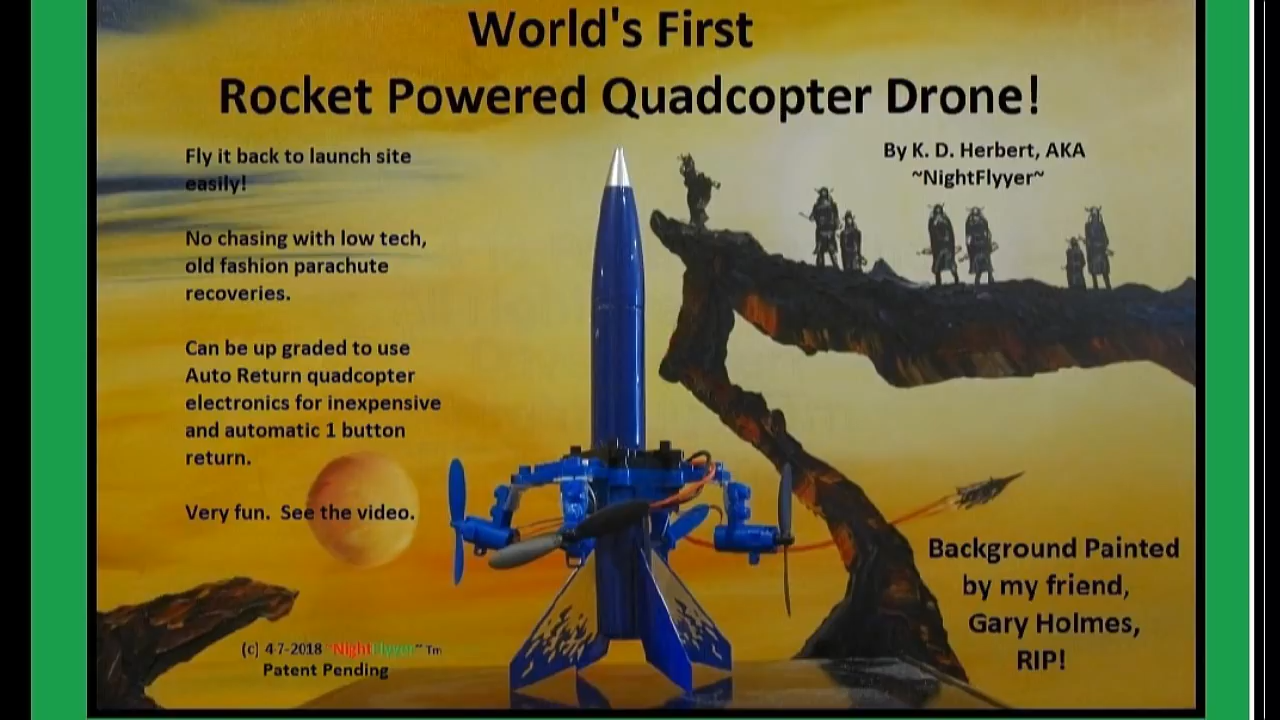 World's First
Rocket Powered Quadcopter Drone!
Fly it back to launch site
easily!
No chasing with low tech,
old fashion parachute
recoveries.
Can be up graded to use
Auto Return quadcopter
electronics for inexpensive
and automatic 1 button
return.
Very fun.  See the video.
By K. D. Herbert, AKA
~NightFlyyer~
Background Painted
by my friend,
Gary Holmes,
RIP!
(c) 4-7-2018 ~NightFlyyer~ Tm
Patent Pending